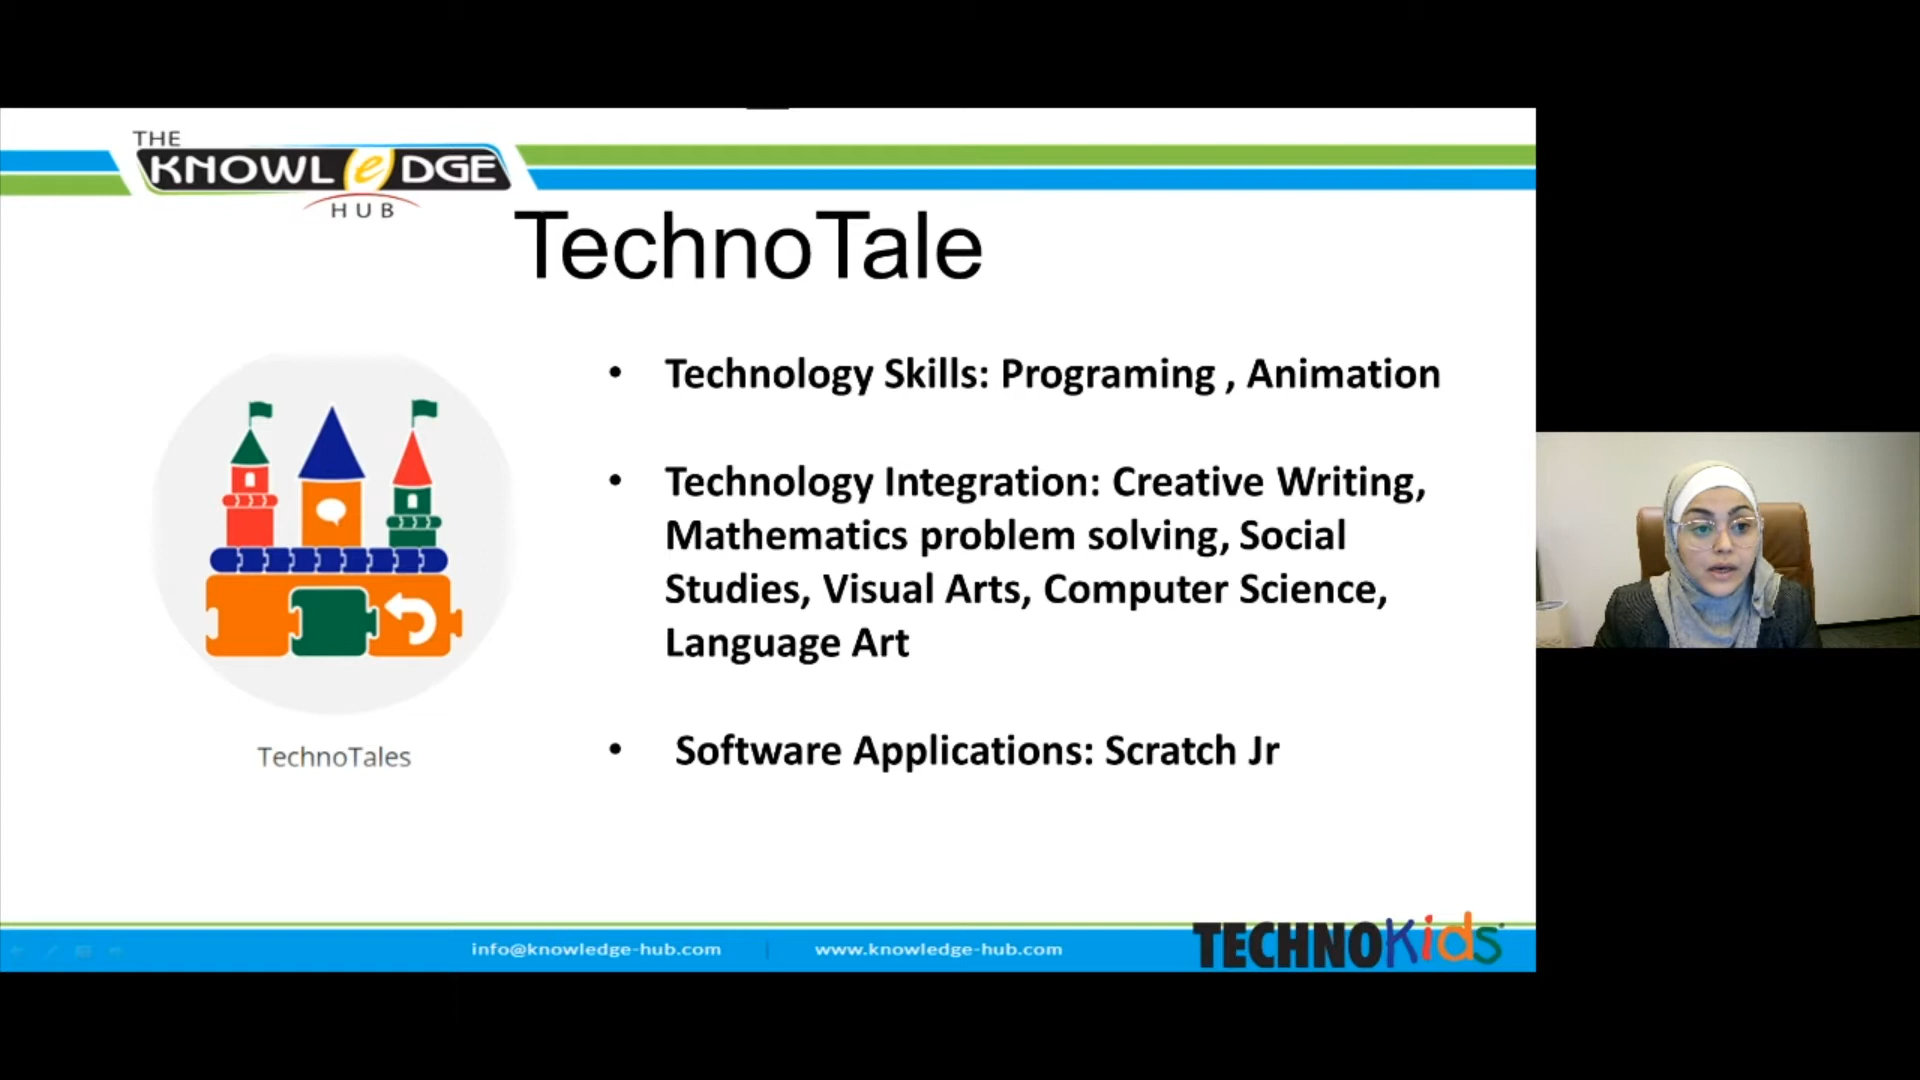 THE
KNOWLeDGE
HUB
TechnoTale
• Technology Skills: Programing , Animation
• Technology Integration: Creative Writing,
Mathematics problem solving, Social
Studies, Visual Arts, Computer Science,
Language Art
• Software Applications: Scratch Jr
TechnoTales
info@knowledge-hub.com | www.knowledge-hub.com
TECHNOKids